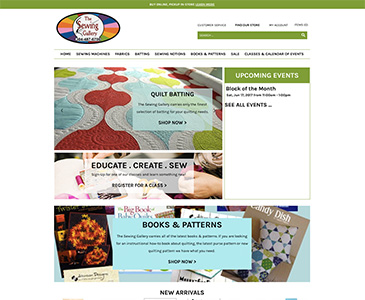 BUY ONLINE, PICKUP IN STORE LEARN MORE
The
Sewing
Gallery
CUSTOMER SERVICE
FIND OUR STORE
MY ACCOUNT
ITEMS (0)
HOME
SEWING MACHINES
FABRICS
BATTING
SEWING NOTIONS
BOOKS & PATTERNS
SALE
CLASSES & CALENDAR OF EVENTS
QUILT BATTING
The Sewing Gallery carries only the finest
selection of batting for your quilting needs.
SHOP NOW >
UPCOMING EVENTS
Block of the Month
Sat, Jun 17, 2017 from 11:00am - 1:00pm
SEE ALL EVENTS ...
EDUCATE . CREATE . SEW
Sign up for one of our themes and learn something new!
REGISTER FOR A CLASS >
The Big Book of
Candy Dish
BOOKS & PATTERNS
The Sewing Gallery carries all of the latest books & patterns. If you are looking
for an instructional how-to book about quilting, the latest purse pattern or new
quilting pattern we have what you need.
SHOP NOW >
NEW ARRIVALS